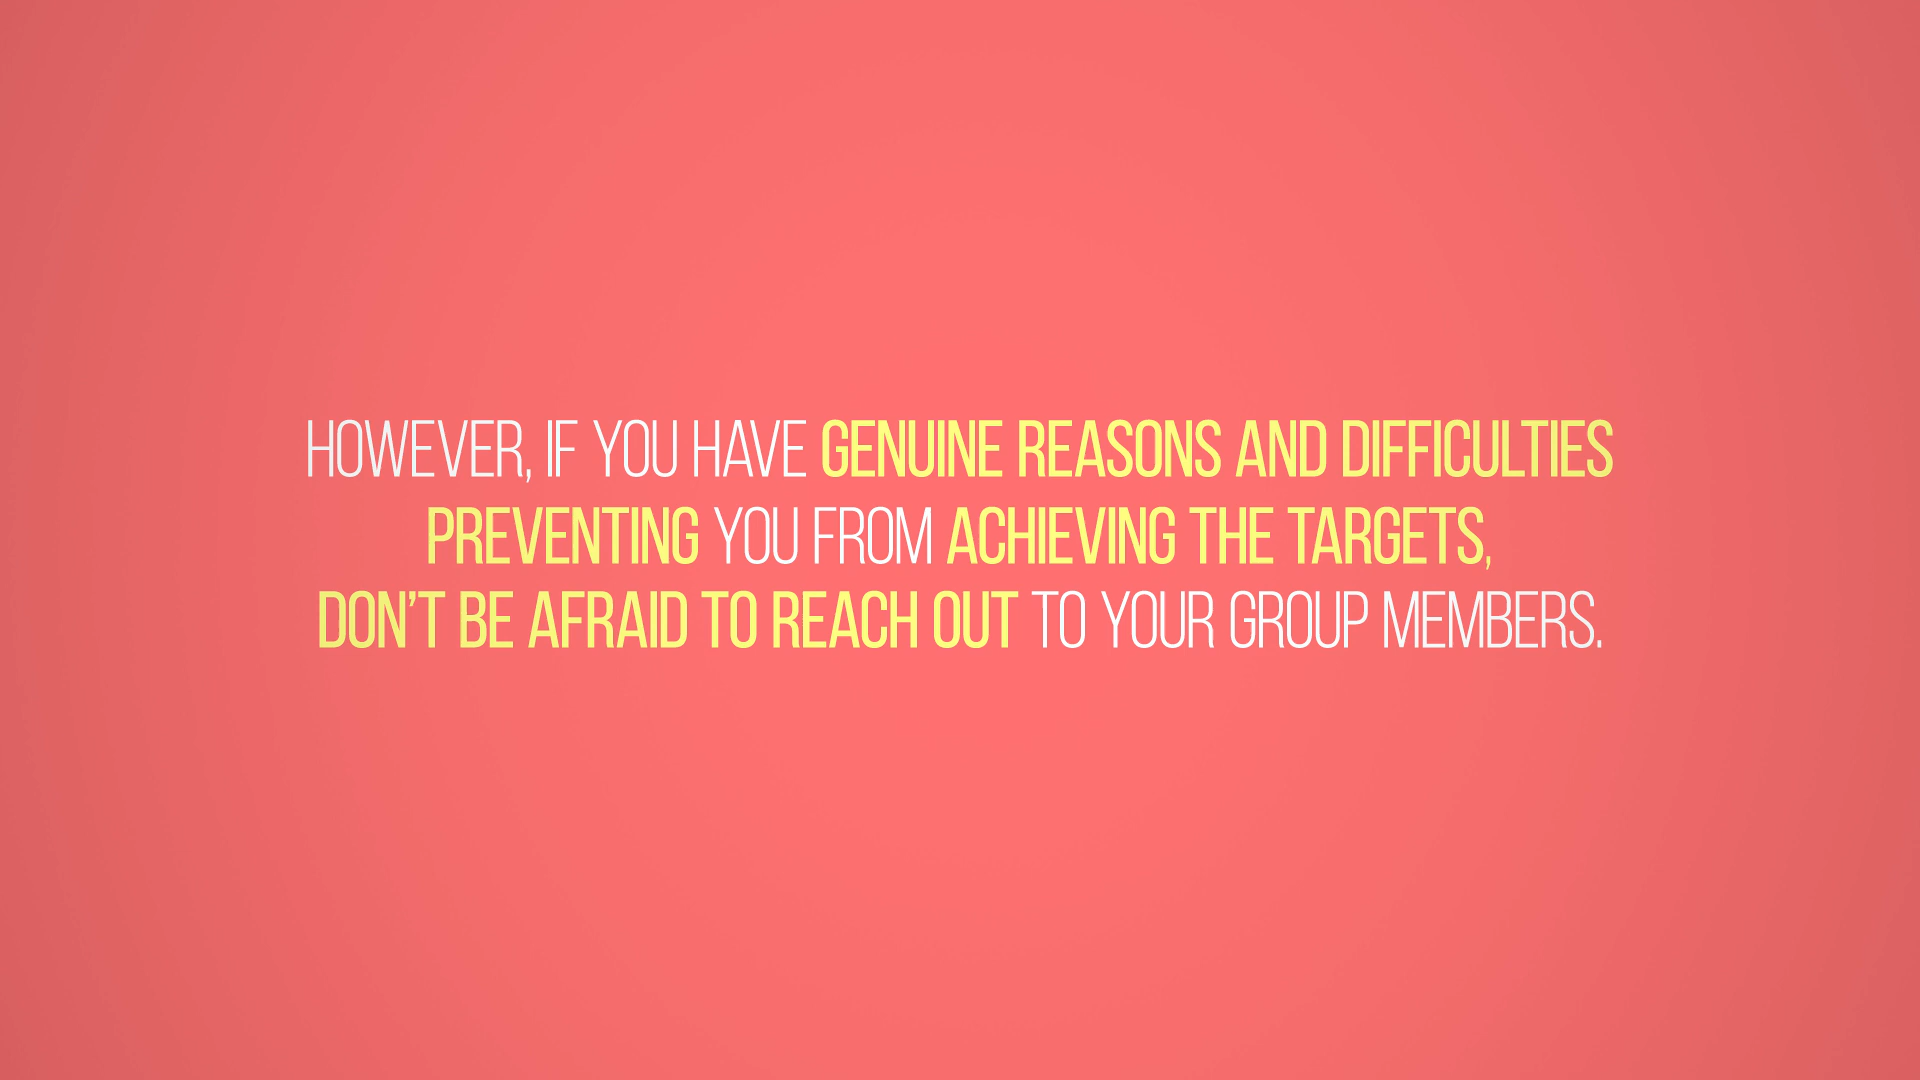 HOWEVER, IF YOU HAVE GENUINE REASONS AND DIFFICULTIES
PREVENTING YOU FROM ACHIEVING THE TARGETS,
DON'T BE AFRAID TO REACH OUT TO YOUR GROUP MEMBERS.